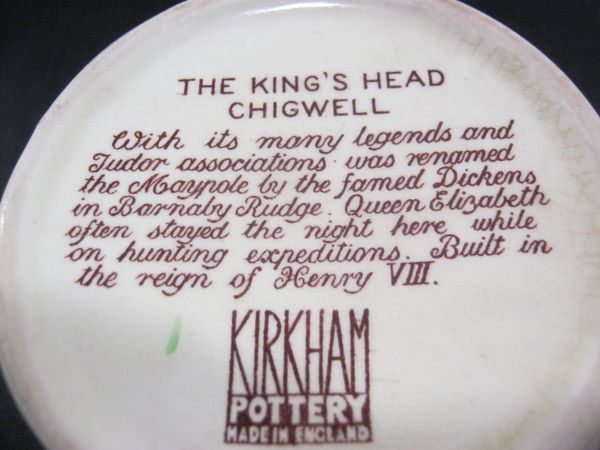 THE KING'S HEAD
CHIGWELL
With its many legends and
Tudor associations was renamed
the Maypole by the famed Dickens
in Barnaby Rudge. Queen Elizabeth
often stayed the night here while
on hunting expeditions. Built in
the reign of Henry VIII.
KIRKHAM
POTTERY
MADE IN ENGLAND